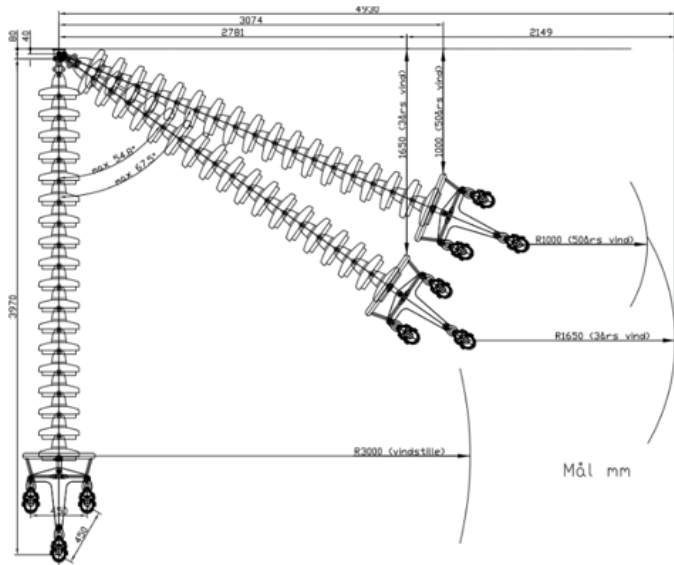 4930
3074
2781
2149
80
40
1650 (3års vind)
1000 (50års vind)
max 54.8°
max 67.5°
R1000 (50års vind)
3970
R1650 (3års vind)
R3000 (vindstille)
Mål mm
450
450